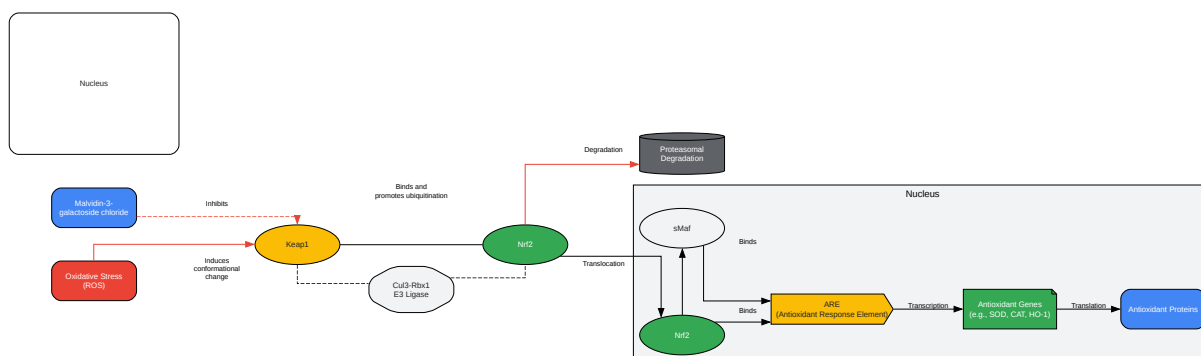 Nucleus
Degradation
Proteasomal
Degradation
Binds and
promotes ubiquitination
Nucleus
Malvidin-3-
galactoside chloride
Inhibits
sMaf
Keap1
Nrf2
Binds
Induces
conformational
change
Translocation
Oxidative Stress
(ROS)
Cul3-Rbx1
E3 Ligase
Binds
ARE
(Antioxidant Response Element)
Transcription
Antioxidant Genes
(e.g., SOD, CAT, HO-1)
Translation
Antioxidant Proteins
Nrf2